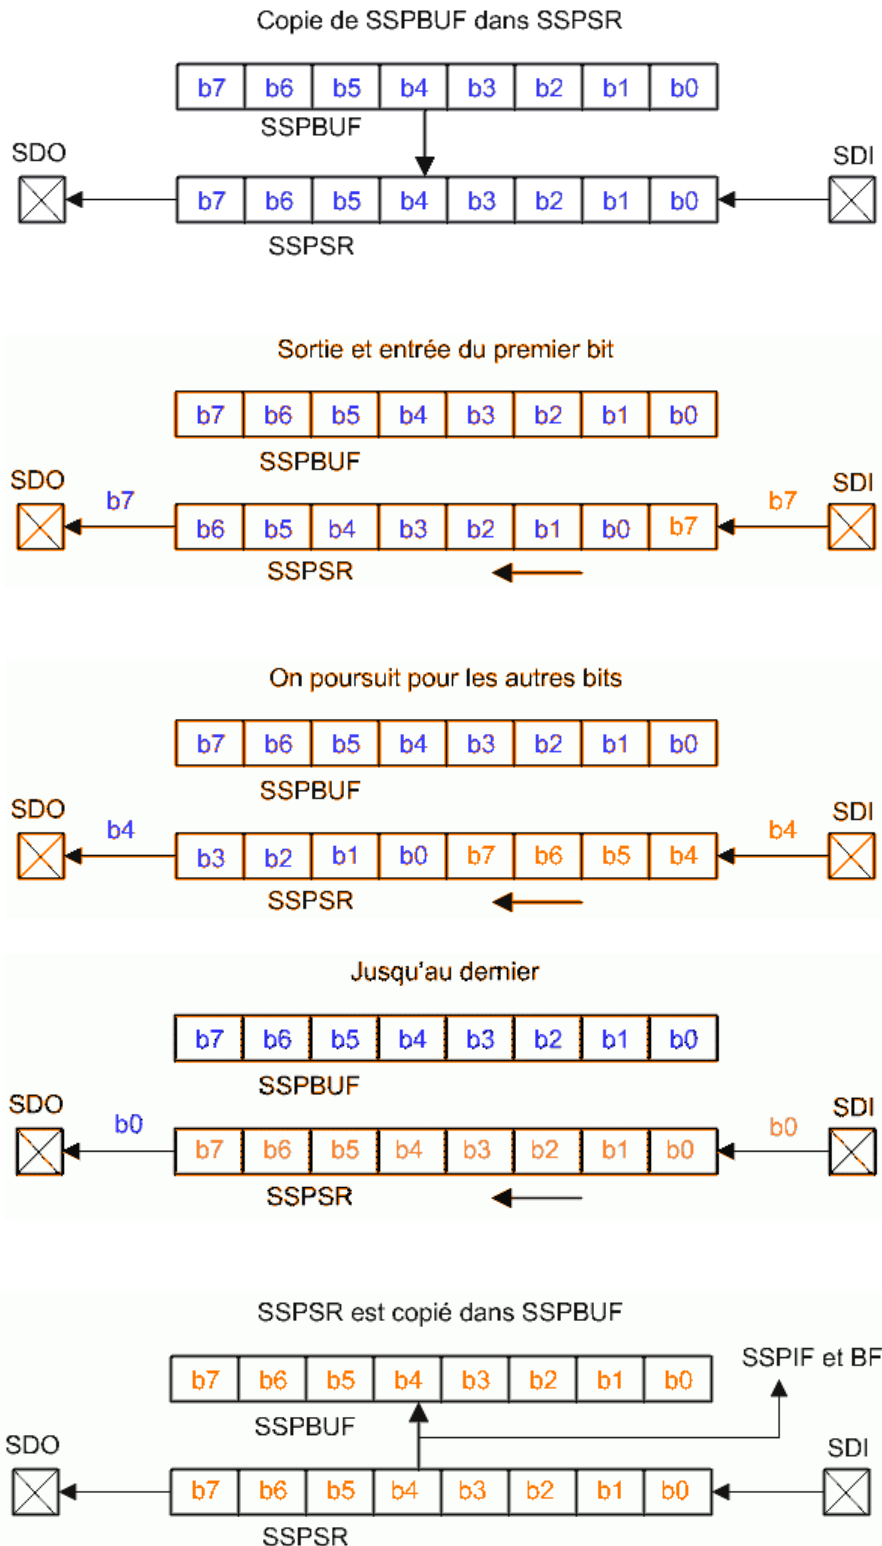 Copie de SSPBUF dans SSPSR
b7 b6 b5 b4 b3 b2 b1 b0
SSPBUF
SDO SDI
b7 b6 b5 b4 b3 b2 b1 b0
SSPSR
Sortie et entrée du premier bit
b7 b6 b5 b4 b3 b2 b1 b0
SSPBUF
SDO SDI
b7 b7
b6 b5 b4 b3 b2 b1 b0 b7
SSPSR
On poursuit pour les autres bits
b7 b6 b5 b4 b3 b2 b1 b0
SSPBUF
SDO SDI
b4 b4
b3 b2 b1 b0 b7 b6 b5 b4
SSPSR
Jusqu'au dernier
b7 b6 b5 b4 b3 b2 b1 b0
SSPBUF
SDO SDI
b0 b0
b7 b6 b5 b4 b3 b2 b1 b0
SSPSR
SSPSR est copié dans SSPBUF
SSPIF et BF
b7 b6 b5 b4 b3 b2 b1 b0
SSPBUF
SDO SDI
b7 b6 b5 b4 b3 b2 b1 b0
SSPSR